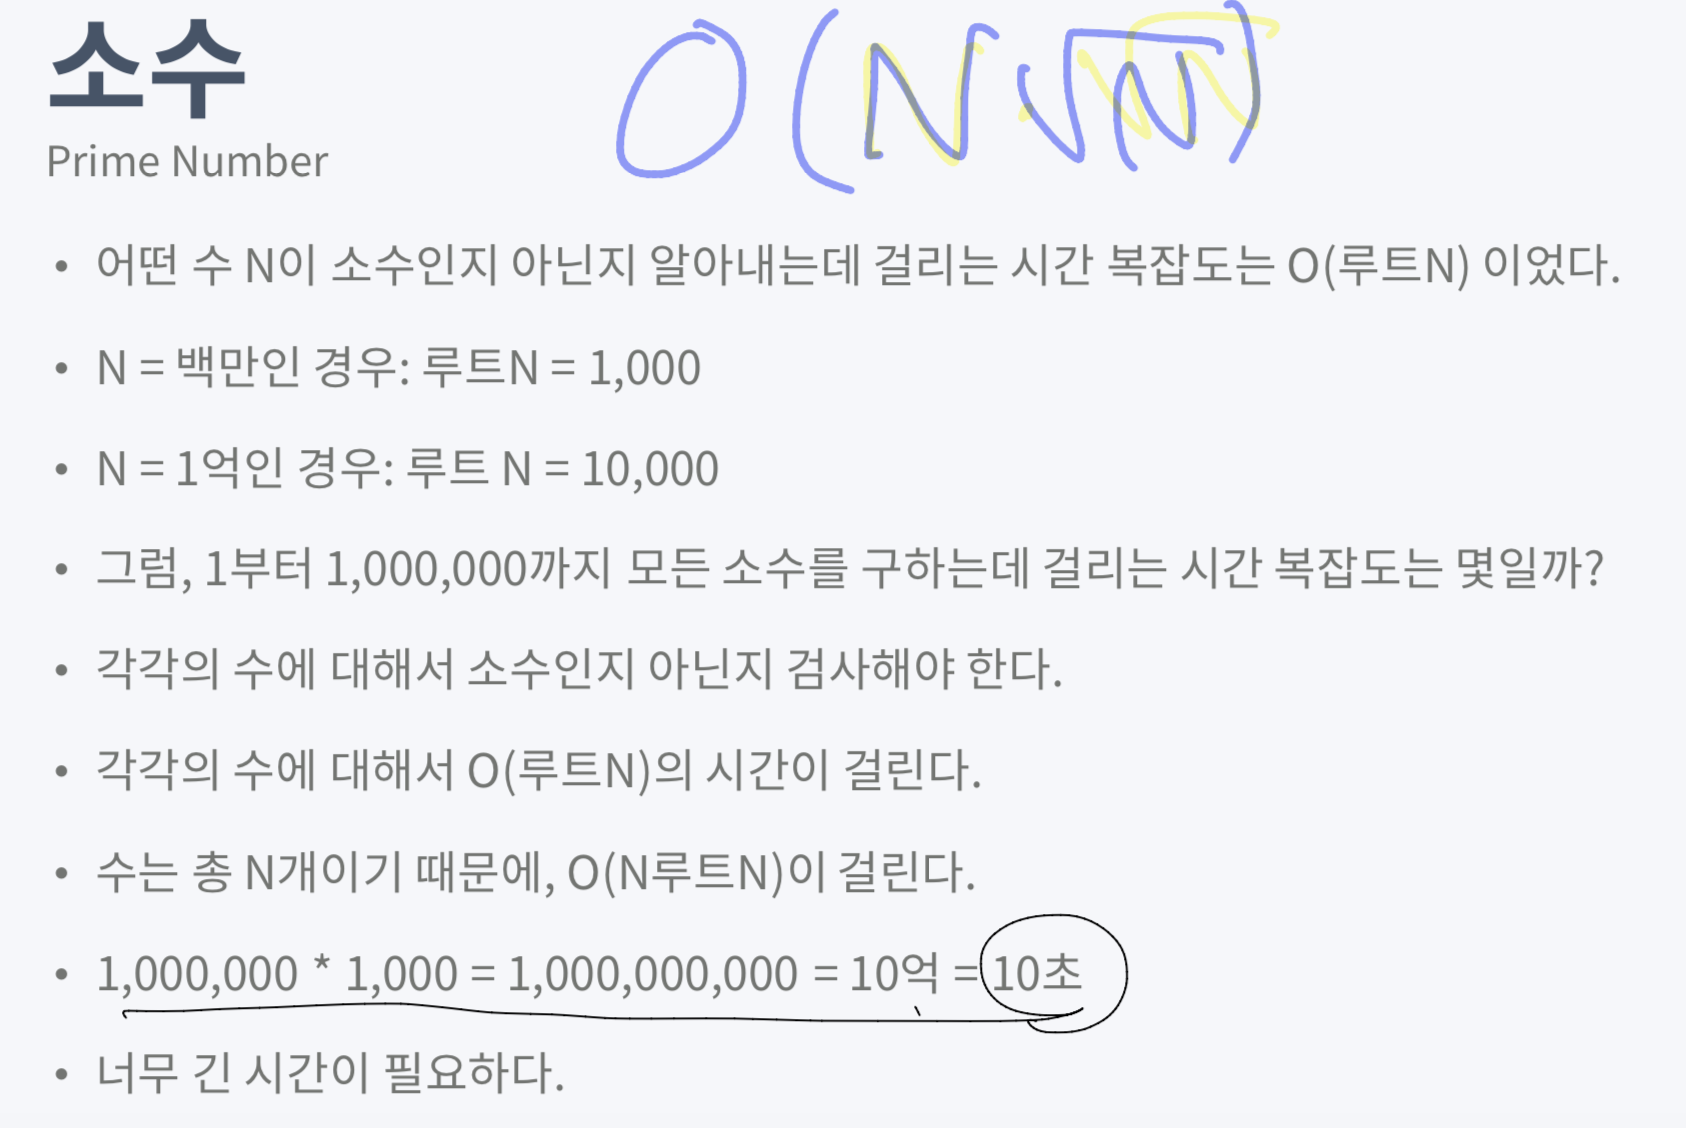 소수
O(N√N)
Prime Number
• 어떤 수 N이 소수인지 아닌지 알아내는데 걸리는 시간 복잡도는 O(루트N) 이었다.
• N = 백만인 경우: 루트N = 1,000
• N = 1억인 경우: 루트 N = 10,000
• 그럼, 1부터 1,000,000까지 모든 소수를 구하는데 걸리는 시간 복잡도는 몇일까?
• 각각의 수에 대해서 소수인지 아닌지 검사해야 한다.
• 각각의 수에 대해서 O(루트N)의 시간이 걸린다.
• 수는 총 N개이기 때문에, O(N루트N)이 걸린다.
• 1,000,000 * 1,000 = 1,000,000,000 = 10억 = 10초
• 너무 긴 시간이 필요하다.